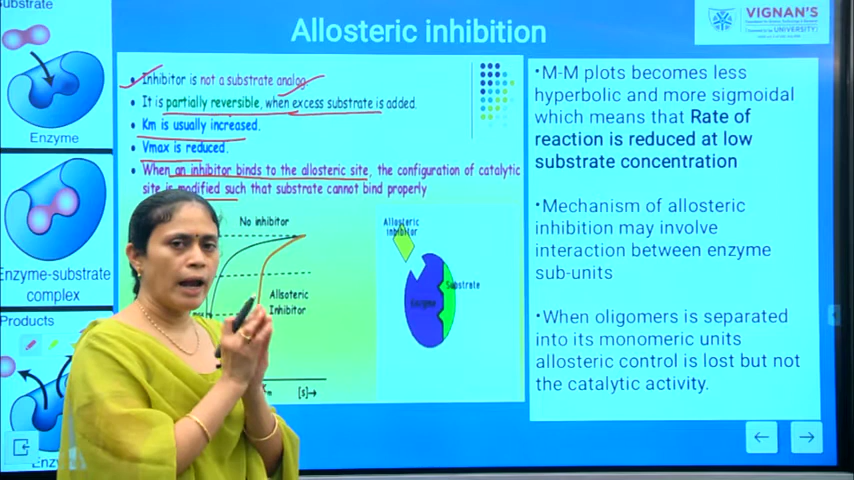 Substrate
Enzyme
Enzyme-substrate
complex
Products
Allosteric inhibition
VIGNAN'S
UNIVERSITY
• Inhibitor is not a substrate analog.
• It is partially reversible, when excess substrate is added.
• Km is usually increased.
• Vmax is reduced.
• When an inhibitor binds to the allosteric site, the configuration of catalytic
site is modified such that substrate cannot bind properly
No inhibitor
Allsoteric
Inhibitor
[s]→
Allosteric
inhibitor
Enzyme
Substrate
•M-M plots becomes less
hyperbolic and more sigmoidal
which means that Rate of
reaction is reduced at low
substrate concentration
•Mechanism of allosteric
inhibition may involve
interaction between enzyme
sub-units
•When oligomers is separated
into its monomeric units
allosteric control is lost but not
the catalytic activity.